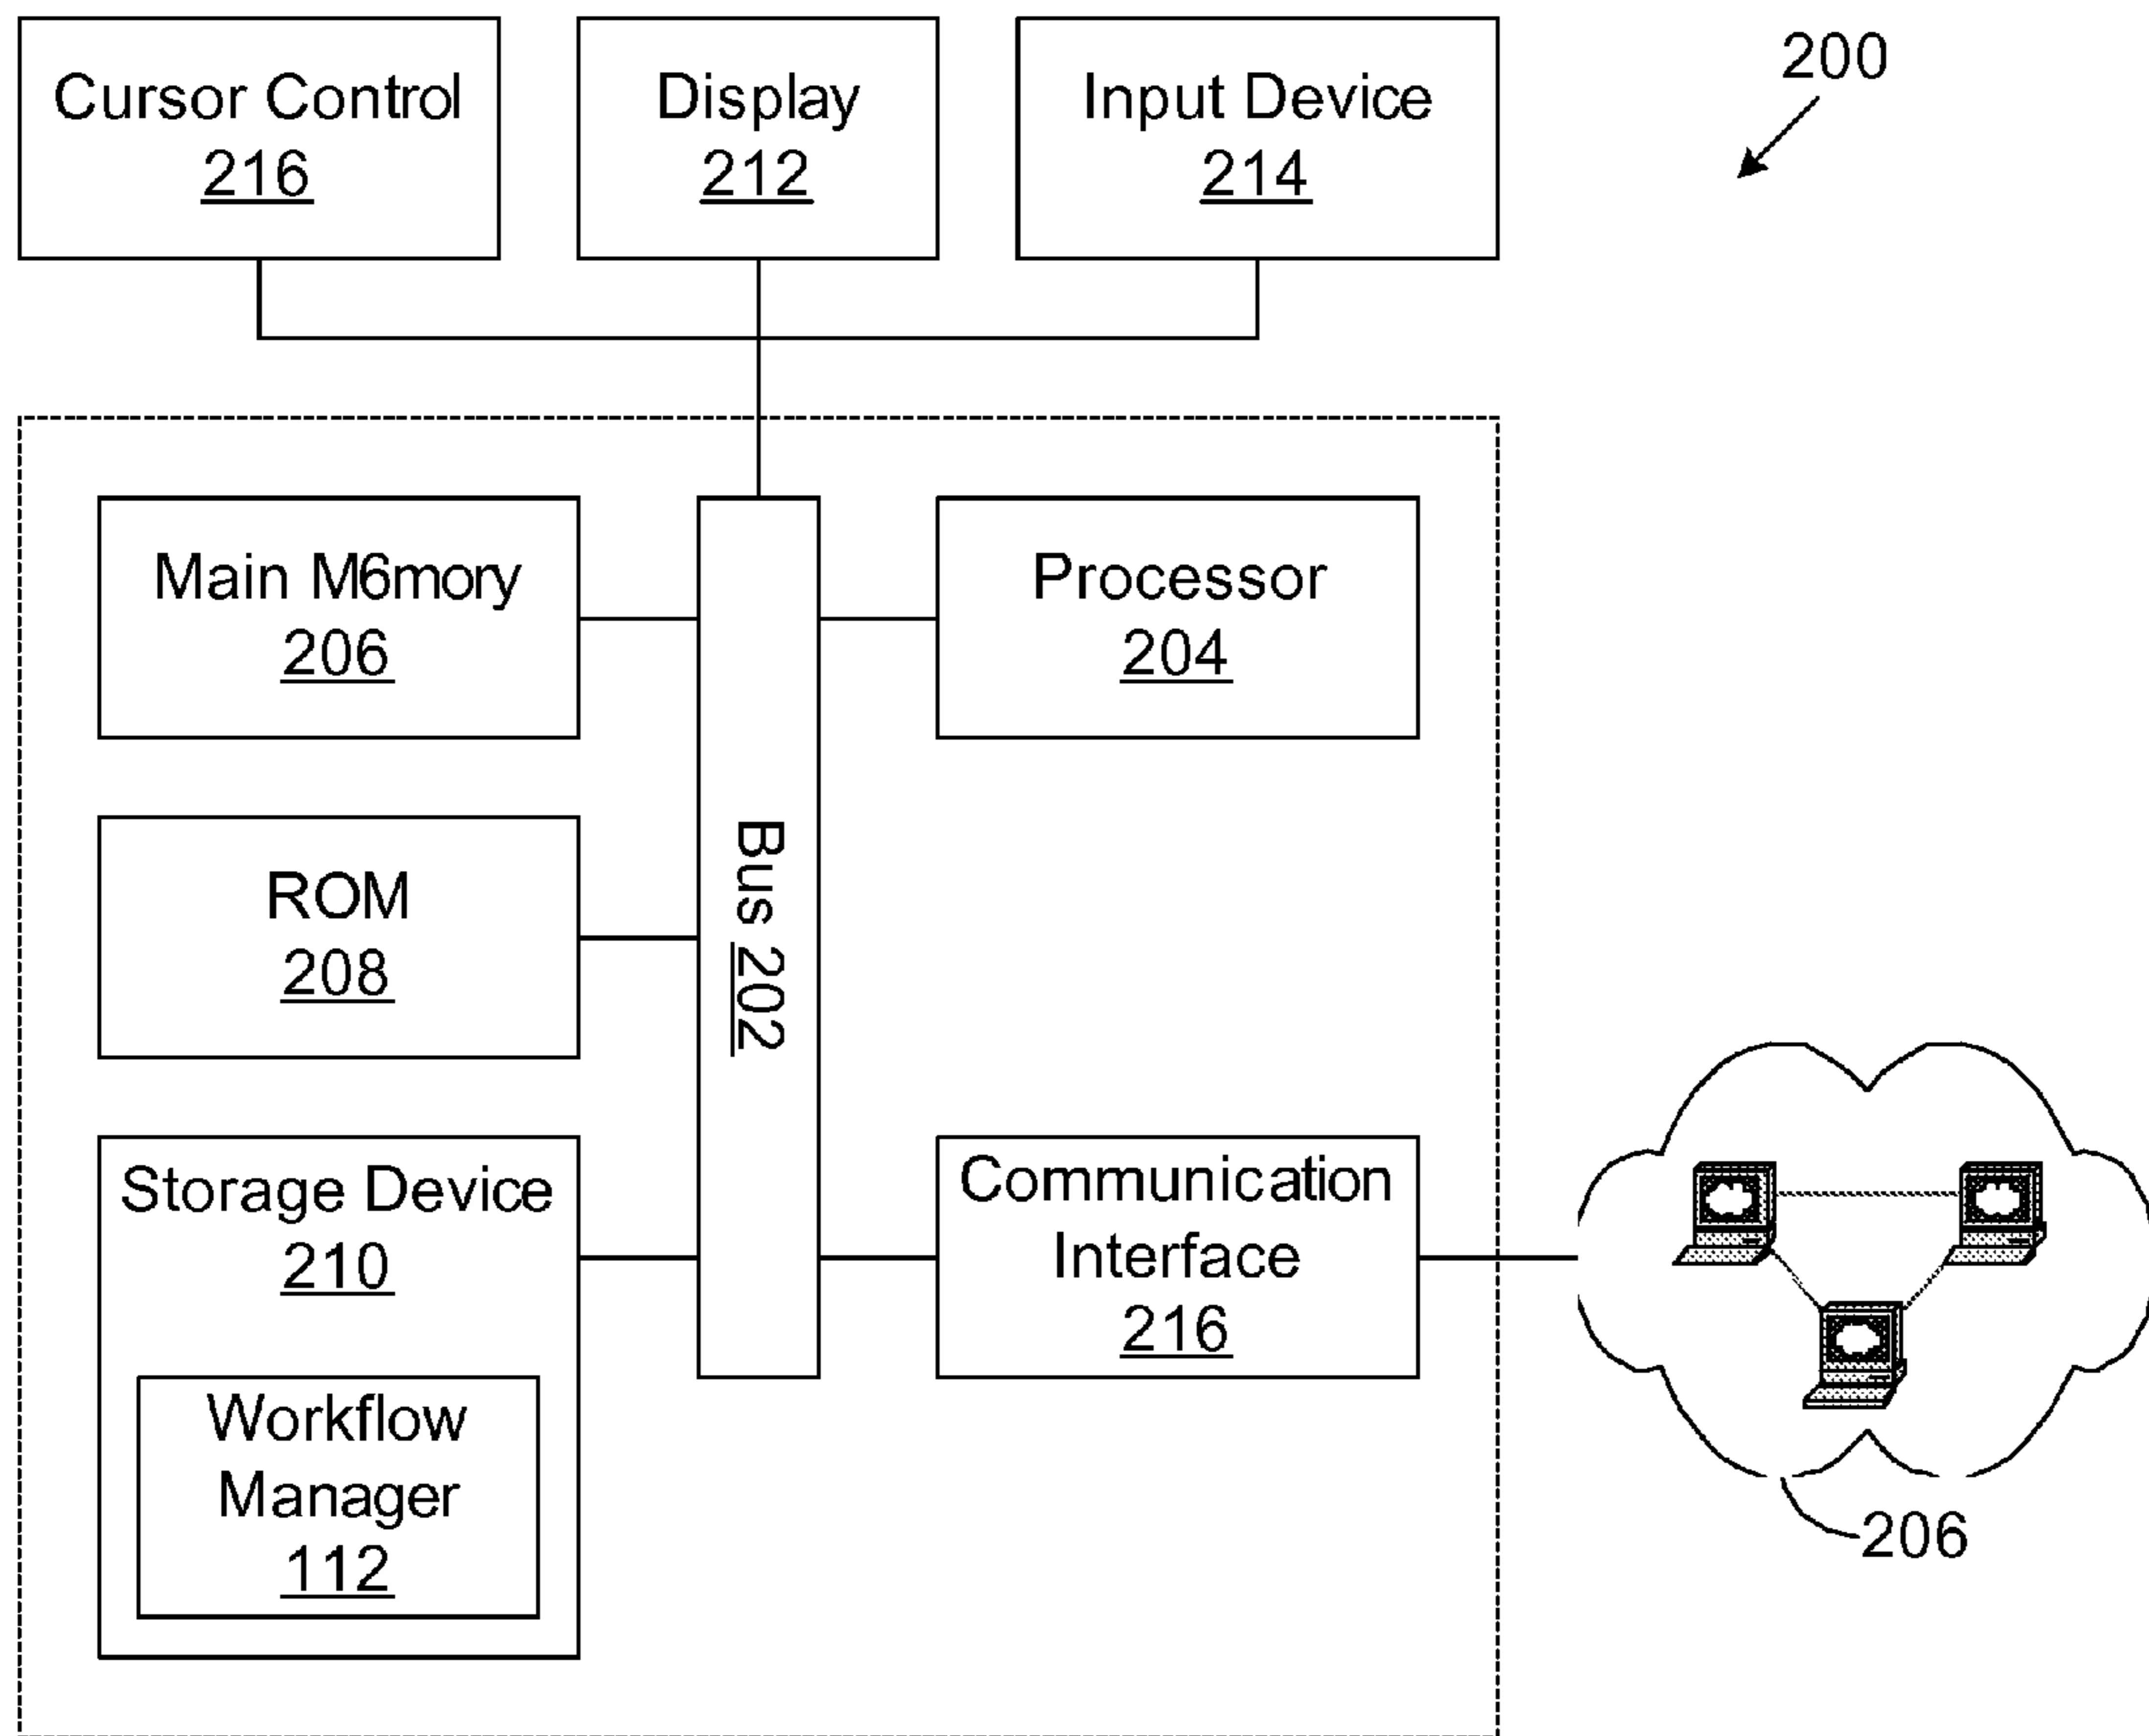 Cursor Control
216
Display
212
Input Device
214
200
Main M6mory
206
Processor
204
ROM
208
Bus 202
Storage Device
210
Workflow
Manager
112
Communication
Interface
216
206